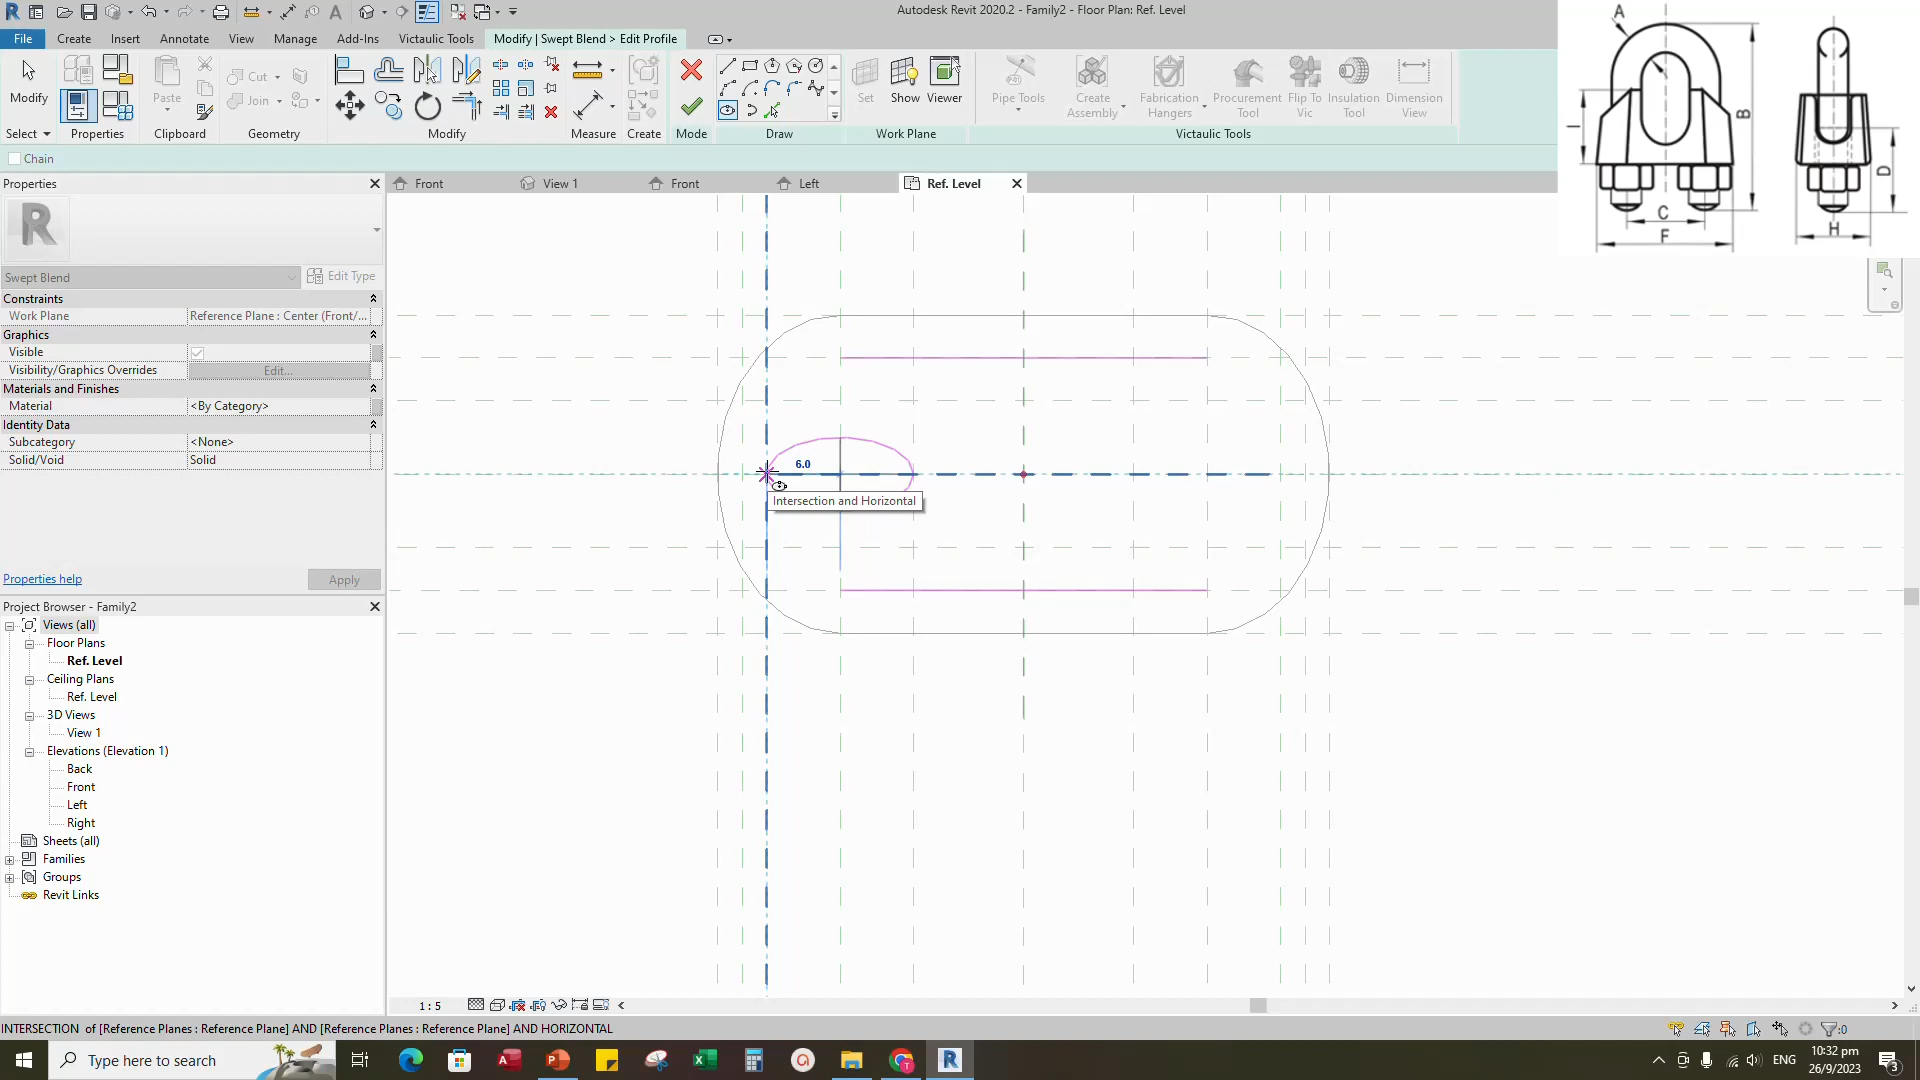 Autodesk Revit 2020.2 - Family2 - Floor Plan: Ref. Level
File Create Insert Annotate View Manage Add-Ins Victaulic Tools Modify | Swept Blend > Edit Profile
Modify
Paste
Cut
Join
Set Show Viewer
Pipe Tools
Create Assembly
Fabrication Hangers
Procurement Tool
Flip To Vic
Insulation Tool
Dimension View
Select Properties Clipboard Geometry Modify Measure Create Mode Draw Work Plane Victaulic Tools
Chain
Properties
Front View 1 Front Left Ref. Level
R
Swept Blend Edit Type
Constraints
Work Plane Reference Plane : Center (Front/...
Graphics
Visible
Visibility/Graphics Overrides Edit...
Materials and Finishes
Material <By Category>
Identity Data
Subcategory <None>
Solid/Void Solid
Properties help Apply
Project Browser - Family2
Views (all)
Floor Plans
Ref. Level
Ceiling Plans
Ref. Level
3D Views
View 1
Elevations (Elevation 1)
Back
Front
Left
Right
Sheets (all)
Families
Groups
Revit Links
6.0
Intersection and Horizontal
A
B
I
C
F
D
H
1 : 5
INTERSECTION of [Reference Planes : Reference Plane] AND [Reference Planes : Reference Plane] AND HORIZONTAL
:0
Type here to search
ENG
10:32 pm
26/9/2023
3